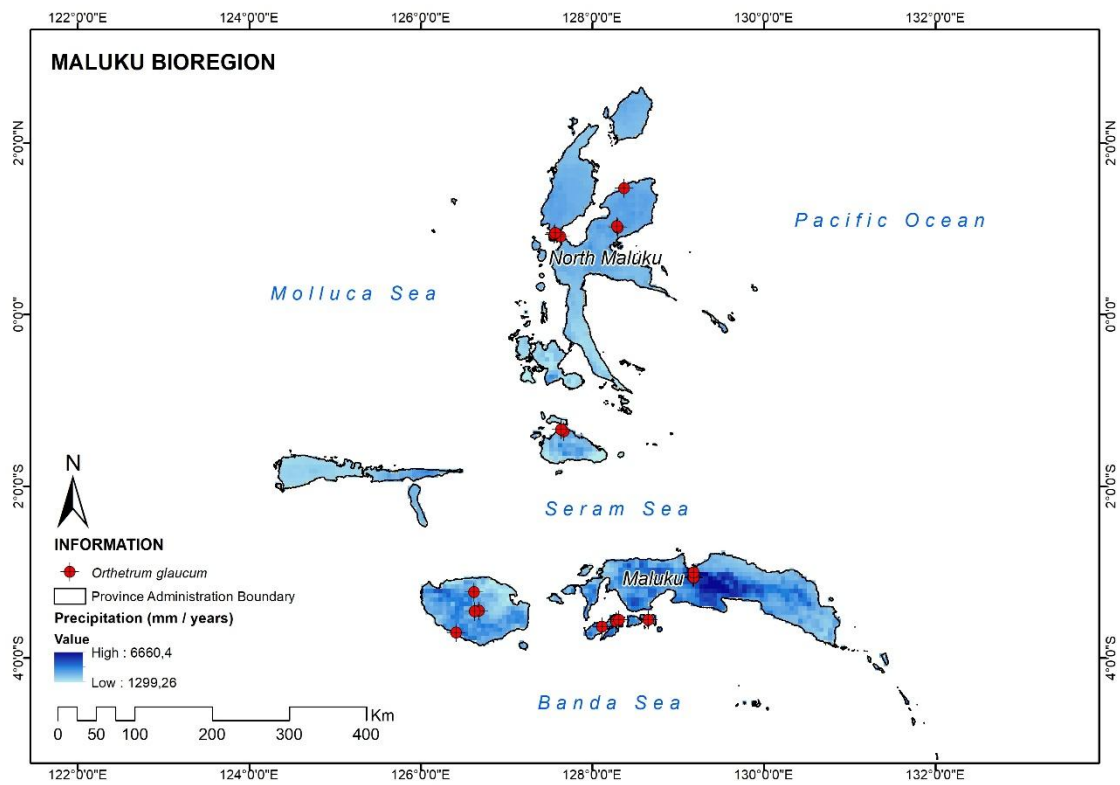 122°0'0"E 124°0'0"E 126°0'0"E 128°0'0"E 130°0'0"E 132°0'0"E
MALUKU BIOREGION
2°0'0"N 2°0'0"N
Pacific Ocean
North Maluku
Molluca Sea
0°0'0" 0°0'0"
N
2°0'0"S 2°0'0"S
Seram Sea
INFORMATION
Orthetrum glaucum
Maluku
Province Administration Boundary
Precipitation (mm / years)
Value
High : 6660,4
4°0'0"S 4°0'0"S
Low : 1299,26
Banda Sea
Km
0 50 100 200 300 400
122°0'0"E 124°0'0"E 126°0'0"E 128°0'0"E 130°0'0"E 132°0'0"E